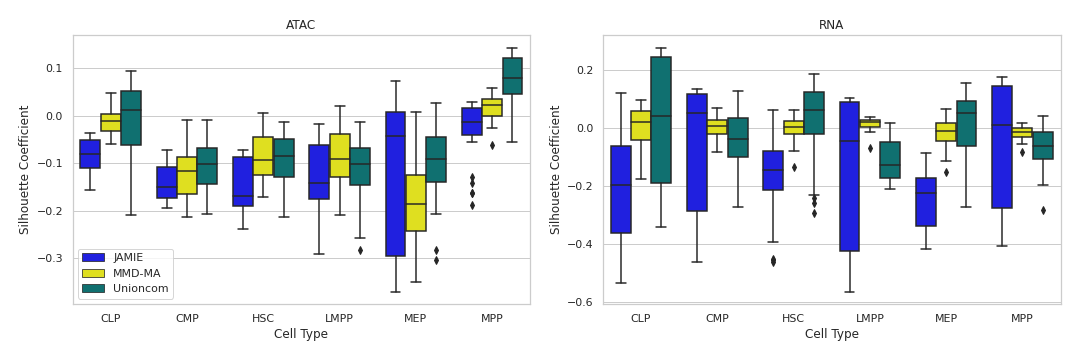 ATAC
Silhouette Coefficient
0.1
0.0
−0.1
−0.2
−0.3
JAMIE
MMD-MA
Unioncom
CLP CMP HSC LMPP MEP MPP
Cell Type
RNA
Silhouette Coefficient
0.2
0.0
−0.2
−0.4
−0.6
CLP CMP HSC LMPP MEP MPP
Cell Type